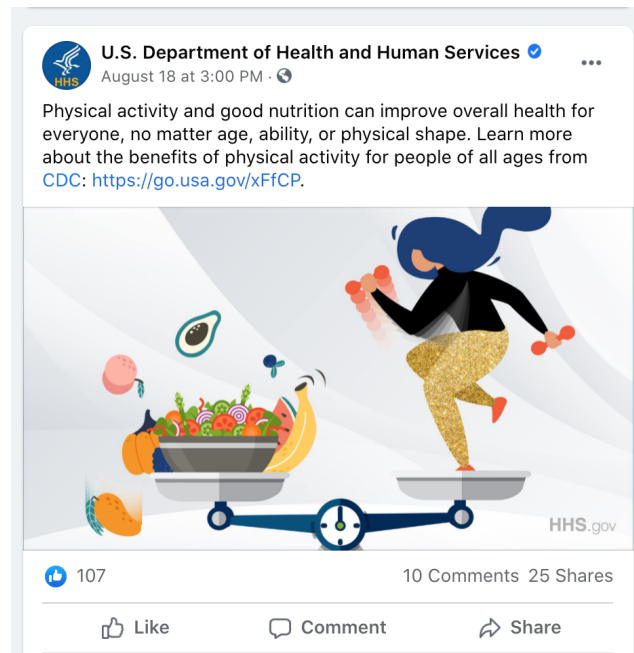 U.S. Department of Health and Human Services
August 18 at 3:00 PM ·
HHS
Physical activity and good nutrition can improve overall health for
everyone, no matter age, ability, or physical shape. Learn more
about the benefits of physical activity for people of all ages from
CDC: https://go.usa.gov/xFfCP.
HHS.gov
107
10 Comments 25 Shares
Like Comment Share